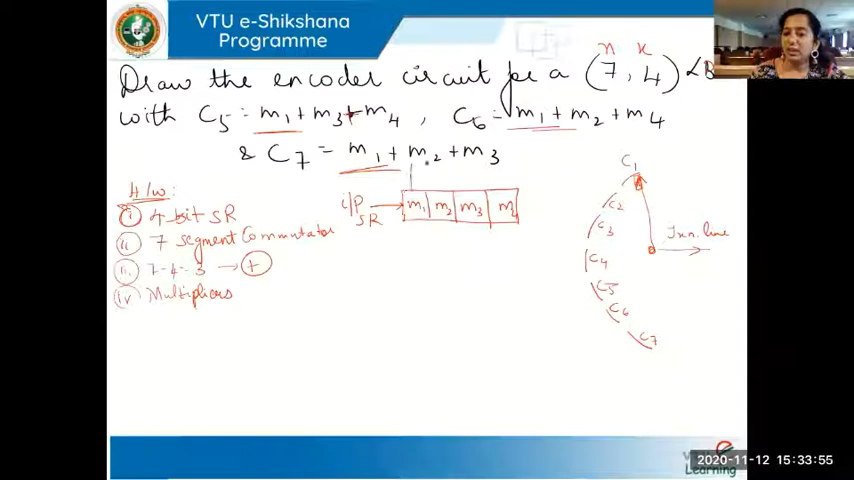 VTU e-Shikshana
Programme
Draw the encoder circuit for a (7, 4) LB
n k
with C5 = m1+m3+m4 , C6 = m1+m2+m4
& C7 = m1+m2+m3
H/w:
i) 4-bit SR
ii) 7 segment Commutator
iii) 7-4=3 → +
iv) Multipliers
i/P
SR
m1 m2 m3 m
C1
C2
C3
C4
C5
C6
C7
Txn. line
2020-11-12 15:33:55
Learning